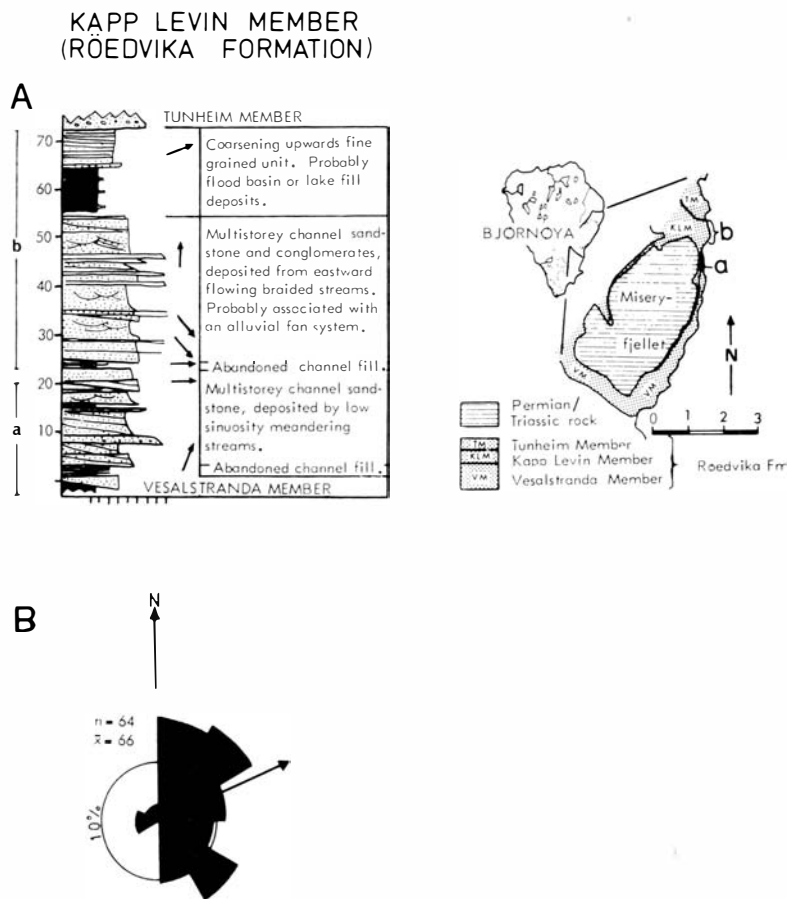 KAPP LEVIN MEMBER
(RÖEDVIKA FORMATION)
A
TUNHEIM MEMBER
70
60
50
40
30
20
10
b
a
Coarsening upwards fine
grained unit. Probably
flood basin or lake fill
deposits.
Multistorey channel sand-
stone and conglomerates,
deposited from eastward
flowing braided streams.
Probably associated with
an alluvial fan system.
Abandoned channel fill.
Multistorey channel sand-
stone, deposited by low
sinuosity meandering
streams.
Abandoned channel fill.
VESALSTRANDA MEMBER
BJORNOYA
TM
KLM
b
a
Misery-
fjellet
VM
VM
N
0 1 2 3
Permian/
Triassic rock
TM Tunheim Member
KLM Kapp Levin Member
VM Vesalstranda Member
Röedvika Fm
B
N
n = 64
x̄ = 66
10%